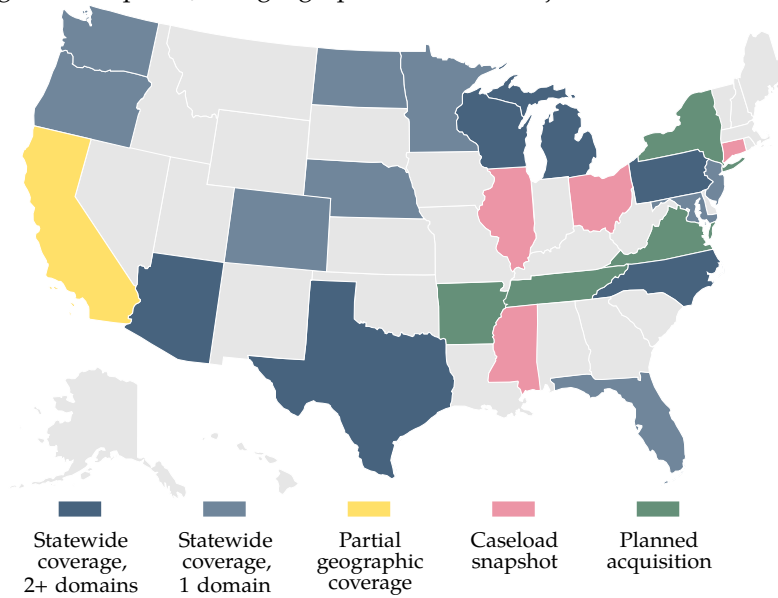 Statewide
coverage,
2+ domains
Statewide
coverage,
1 domain
Partial
geographic
coverage
Caseload
snapshot
Planned
acquisition